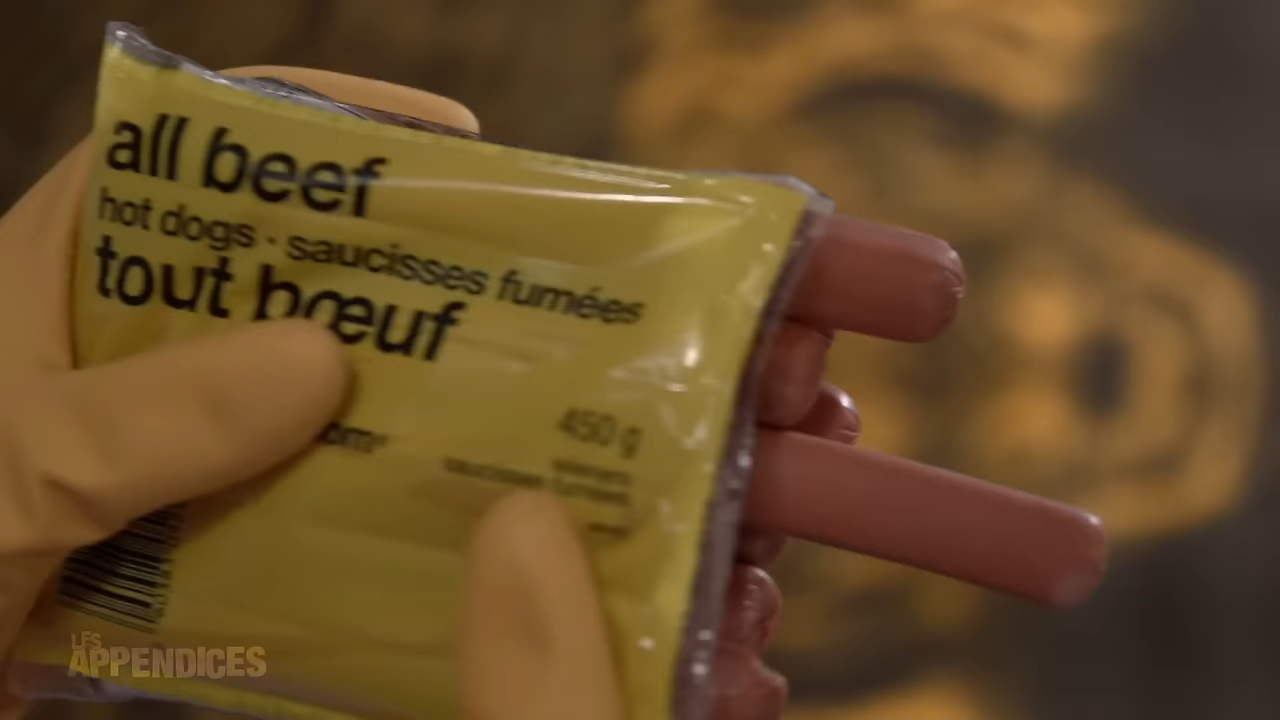 all beef
hot dogs · saucisses fumées
tout bœuf
450 g
LES
APPENDICES